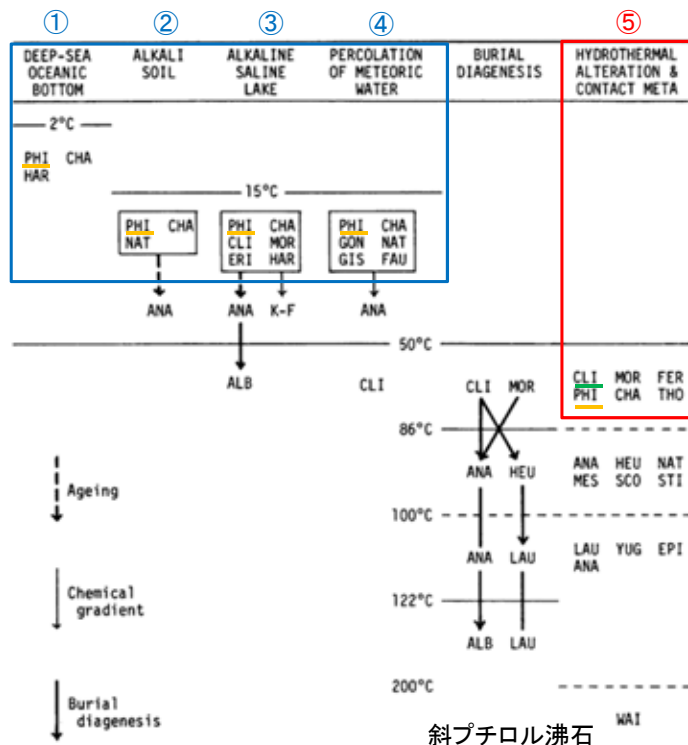 ① ② ③ ④ ⑤
DEEP-SEA OCEANIC BOTTOM
ALKALI SOIL
ALKALINE SALINE LAKE
PERCOLATION OF METEORIC WATER
BURIAL DIAGENESIS
HYDROTHERMAL ALTERATION & CONTACT META
2°C
PHI CHA
HAR
15°C
PHI CHA
NAT
PHI CHA
CLI MOR
ERI HAR
PHI CHA
GON NAT
GIS FAU
ANA
ANA K-F
ANA
50°C
ALB
CLI
CLI MOR
CLI MOR FER
PHI CHA THO
86°C
Ageing
ANA HEU
ANA HEU NAT
MES SCO STI
100°C
Chemical gradient
ANA LAU
LAU YUG EPI
ANA
122°C
ALB LAU
200°C
Burial diagenesis
WAI
斜プチロル沸石